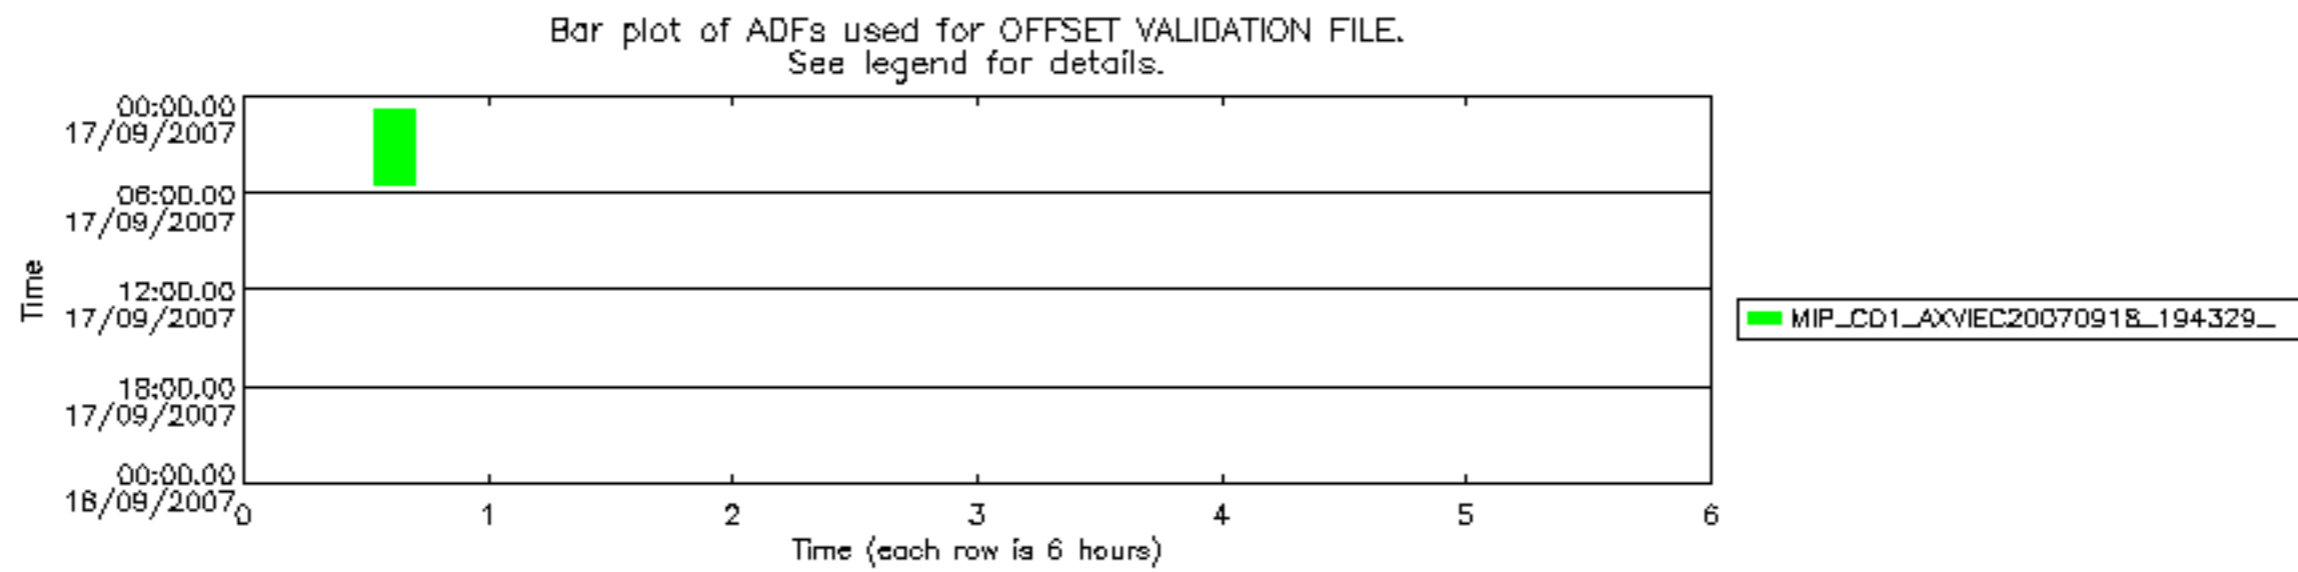 Bar plot of ADFs used for OFFSET VALIDATION FILE.
See legend for details.
00:00.00
17/09/2007
06:00.00
17/09/2007
12:00.00
17/09/2007
18:00.00
17/09/2007
00:00.00
18/09/2007
Time
0 1 2 3 4 5 6
Time (each row is 6 hours)
MIP_CO1_AXVIEC20070918_194329_